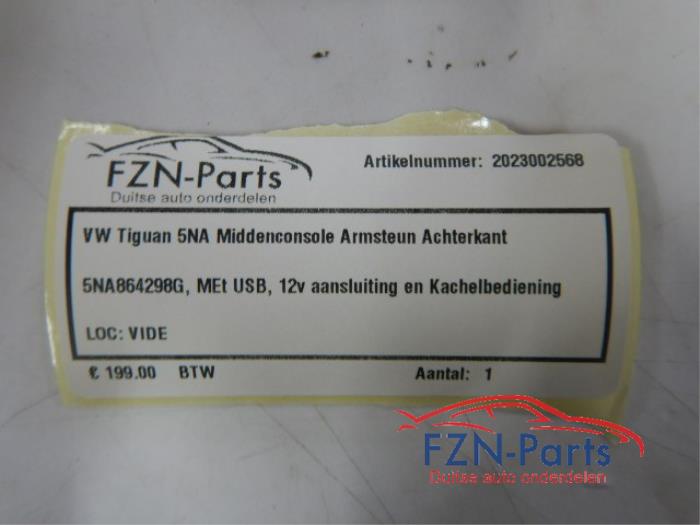 FZN-Parts
Duitse auto onderdelen
Artikelnummer: 2023002568
VW Tiguan 5NA Middenconsole Armsteun Achterkant
5NA864298G, MEt USB, 12v aansluiting en Kachelbediening
LOC: VIDE
€ 199.00 BTW
Aantal: 1
FZN-Parts
Duitse auto onderdelen